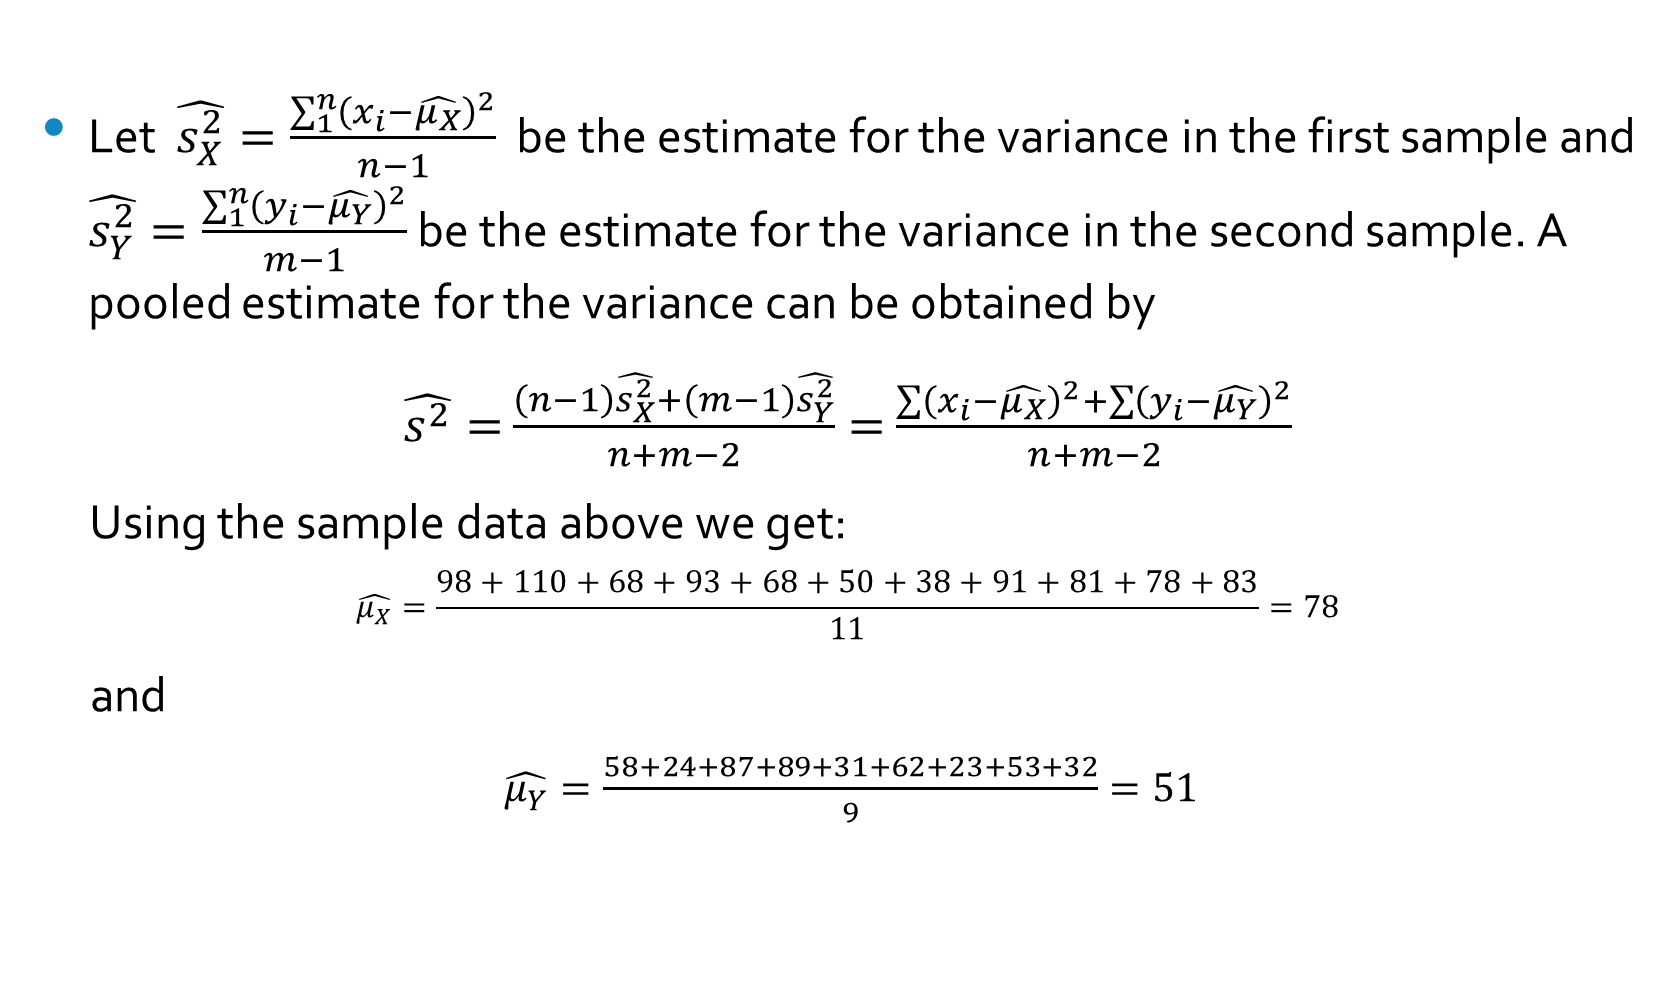 • Let $\widehat{s_X^2} = \frac{\sum_1^n (x_i - \widehat{\mu_X})^2}{n-1}$ be the estimate for the variance in the first sample and
$\widehat{s_Y^2} = \frac{\sum_1^n (y_i - \widehat{\mu_Y})^2}{m-1}$ be the estimate for the variance in the second sample. A
pooled estimate for the variance can be obtained by
$\widehat{s^2} = \frac{(n-1)\widehat{s_X^2} + (m-1)\widehat{s_Y^2}}{n+m-2} = \frac{\sum (x_i - \widehat{\mu_X})^2 + \sum (y_i - \widehat{\mu_Y})^2}{n+m-2}$
Using the sample data above we get:
$\widehat{\mu_X} = \frac{98 + 110 + 68 + 93 + 68 + 50 + 38 + 91 + 81 + 78 + 83}{11} = 78$
and
$\widehat{\mu_Y} = \frac{58+24+87+89+31+62+23+53+32}{9} = 51$